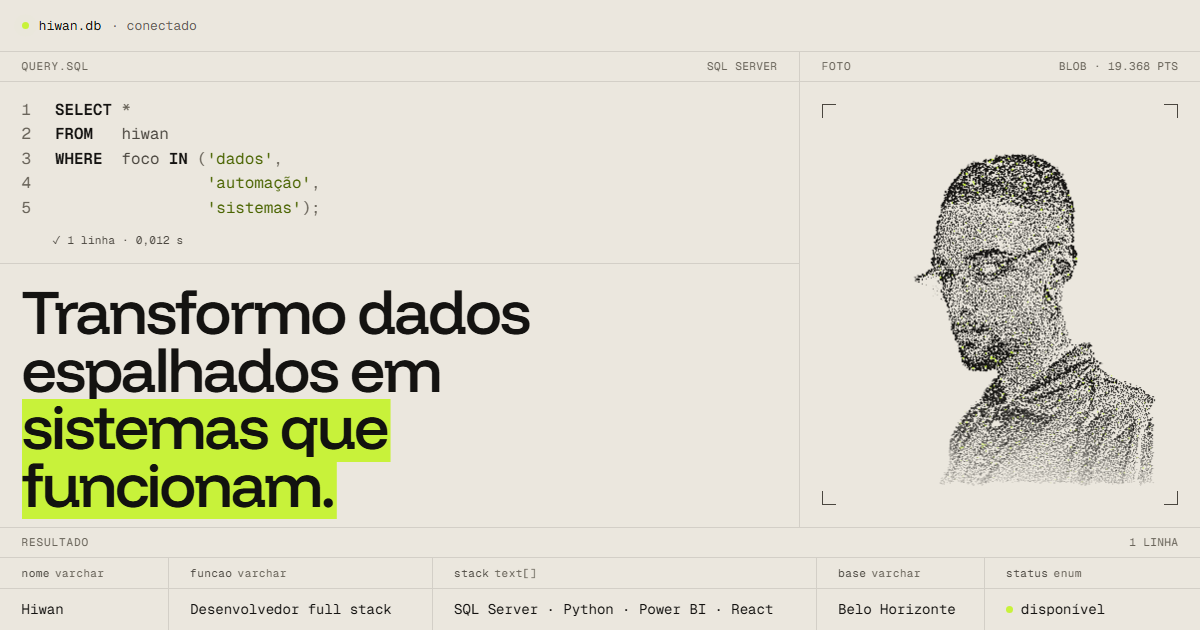 hiwan.db · conectado
QUERY.SQL SQL SERVER
FOTO BLOB · 19.368 PTS
1 SELECT *
2 FROM hiwan
3 WHERE foco IN ('dados',
4 'automação',
5 'sistemas');
✓ 1 linha · 0,012 s
Transformo dados
espalhados em
sistemas que
funcionam.
RESULTADO 1 LINHA
nome varchar funcao varchar stack text[] base varchar status enum
Hiwan Desenvolvedor full stack SQL Server · Python · Power BI · React Belo Horizonte disponível